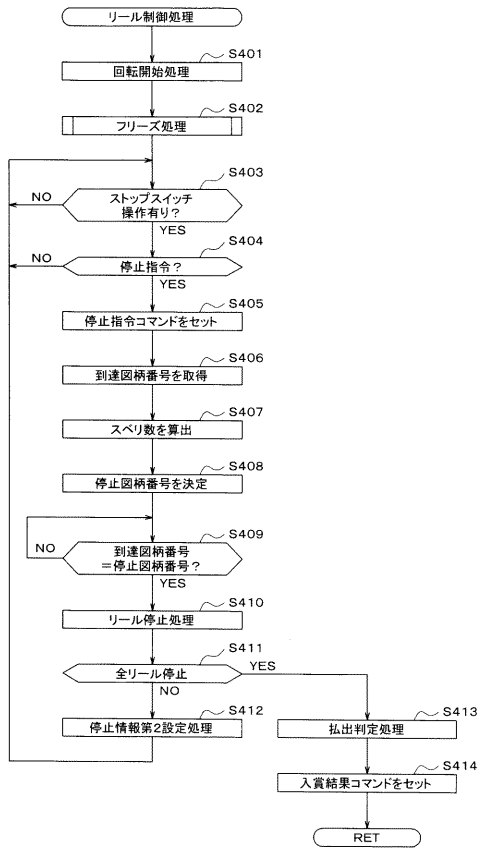 リール制御処理
S401
回転開始処理
S402
フリーズ処理
S403
ストップスイッチ
操作有り?
NO
YES
S404
停止指令?
NO
YES
S405
停止指令コマンドをセット
S406
到達図柄番号を取得
S407
スベリ数を算出
S408
停止図柄番号を決定
S409
到達図柄番号
=停止図柄番号?
NO
YES
S410
リール停止処理
S411
全リール停止
YES
NO
S412
停止情報第2設定処理
S413
払出判定処理
S414
入賞結果コマンドをセット
RET